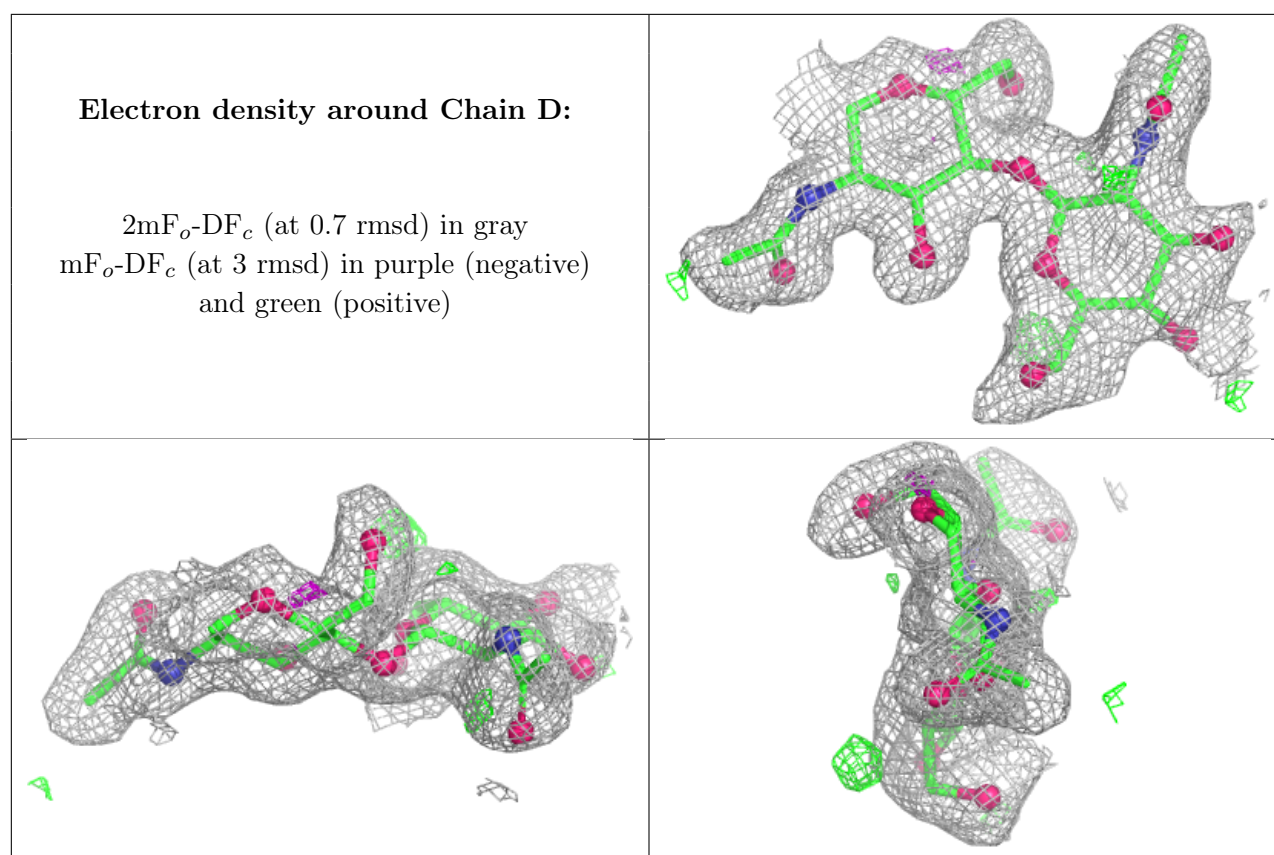 Electron density around Chain D:
2mFo-DFc (at 0.7 rmsd) in gray
mFo-DFc (at 3 rmsd) in purple (negative)
and green (positive)